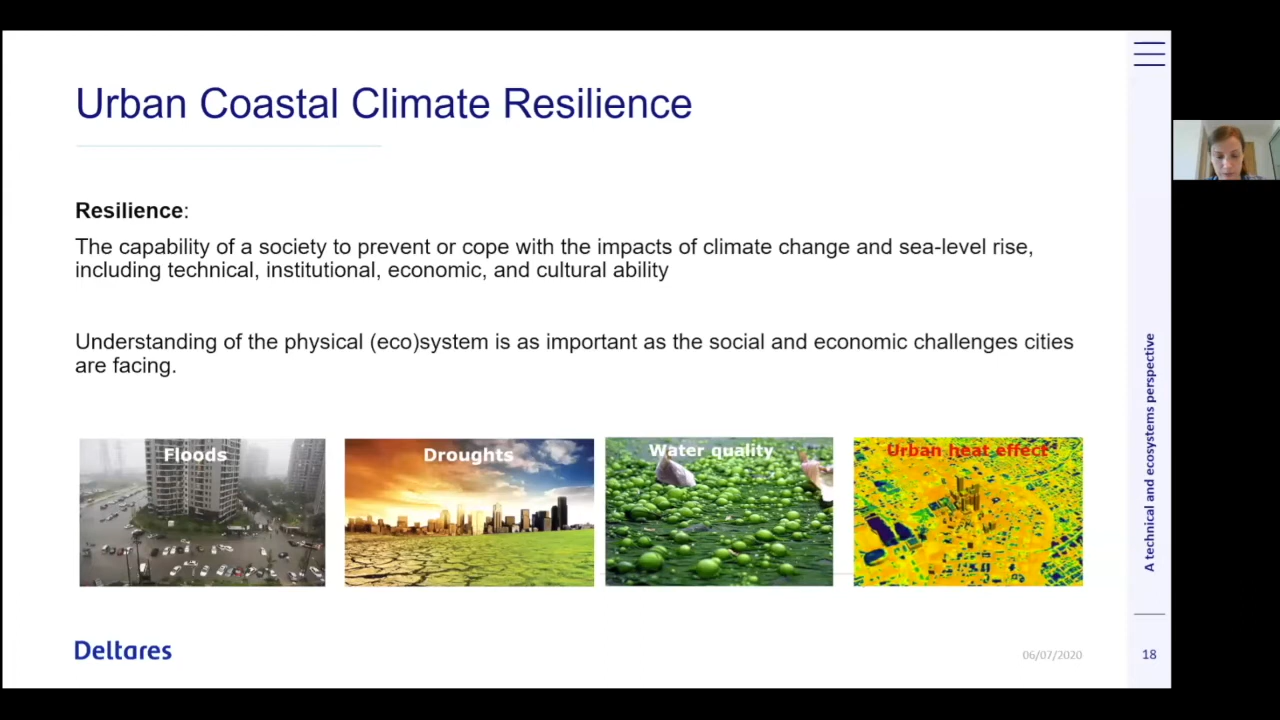 Urban Coastal Climate Resilience
Resilience:
The capability of a society to prevent or cope with the impacts of climate change and sea-level rise,
including technical, institutional, economic, and cultural ability
Understanding of the physical (eco)system is as important as the social and economic challenges cities
are facing.
Floods
Droughts
Water quality
Urban heat effect
A technical and ecosystems perspective
Deltares
06/07/2020
18